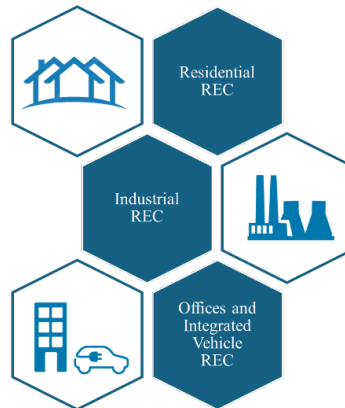 Residential
REC
Industrial
REC
Offices and
Integrated
Vehicle
REC